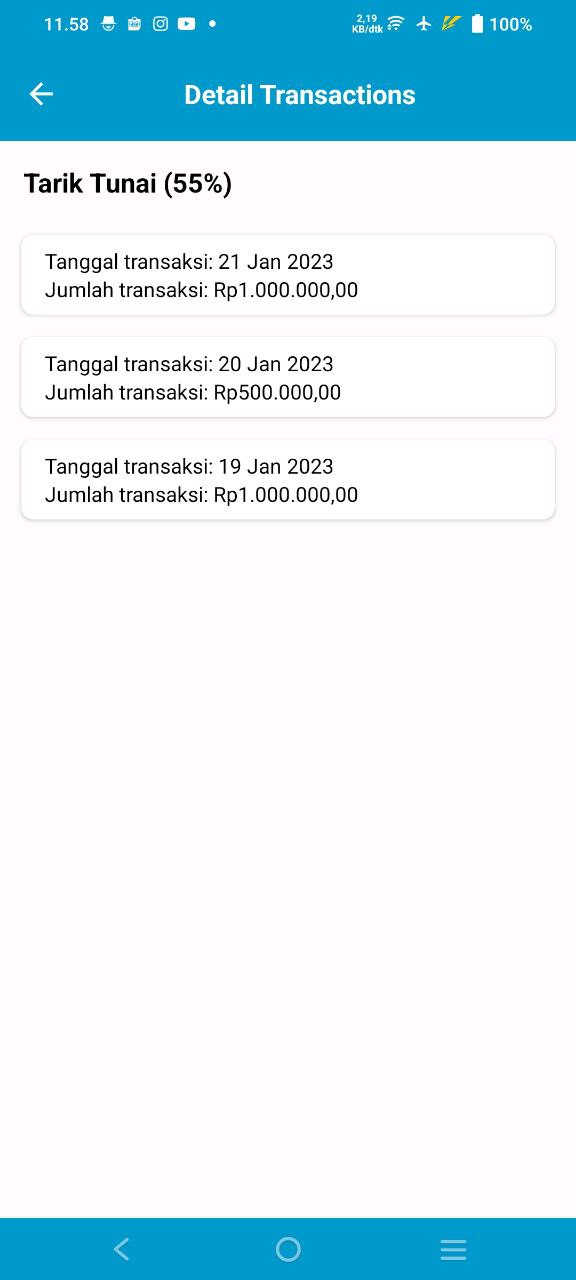 11.58
2,19
KB/dtk
100%
Detail Transactions
Tarik Tunai (55%)
Tanggal transaksi: 21 Jan 2023
Jumlah transaksi: Rp1.000.000,00
Tanggal transaksi: 20 Jan 2023
Jumlah transaksi: Rp500.000,00
Tanggal transaksi: 19 Jan 2023
Jumlah transaksi: Rp1.000.000,00